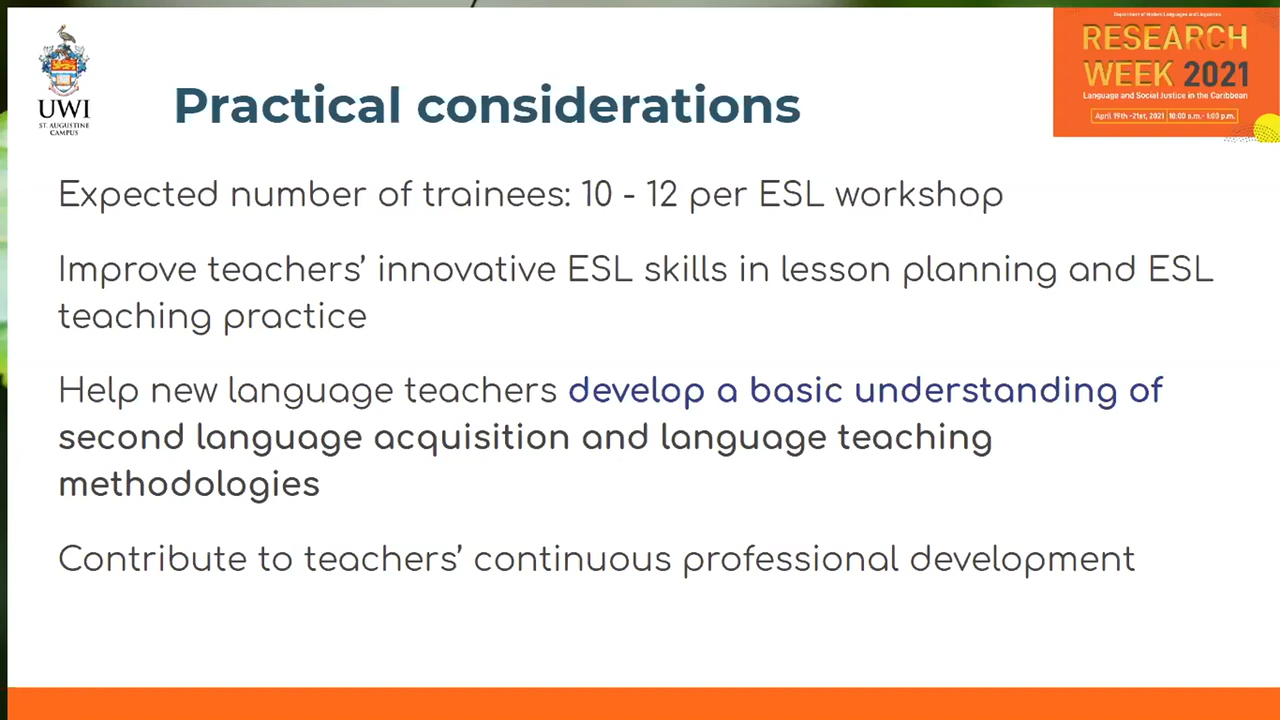 UWI
ST. AUGUSTINE
CAMPUS
Practical considerations
Department of Modern Languages and Linguistics
RESEARCH
WEEK 2021
Language and Social Justice in the Caribbean
April 19th -21st, 2021 10:00 a.m.- 1:00 p.m.
Expected number of trainees: 10 - 12 per ESL workshop
Improve teachers’ innovative ESL skills in lesson planning and ESL
teaching practice
Help new language teachers develop a basic understanding of
second language acquisition and language teaching
methodologies
Contribute to teachers’ continuous professional development